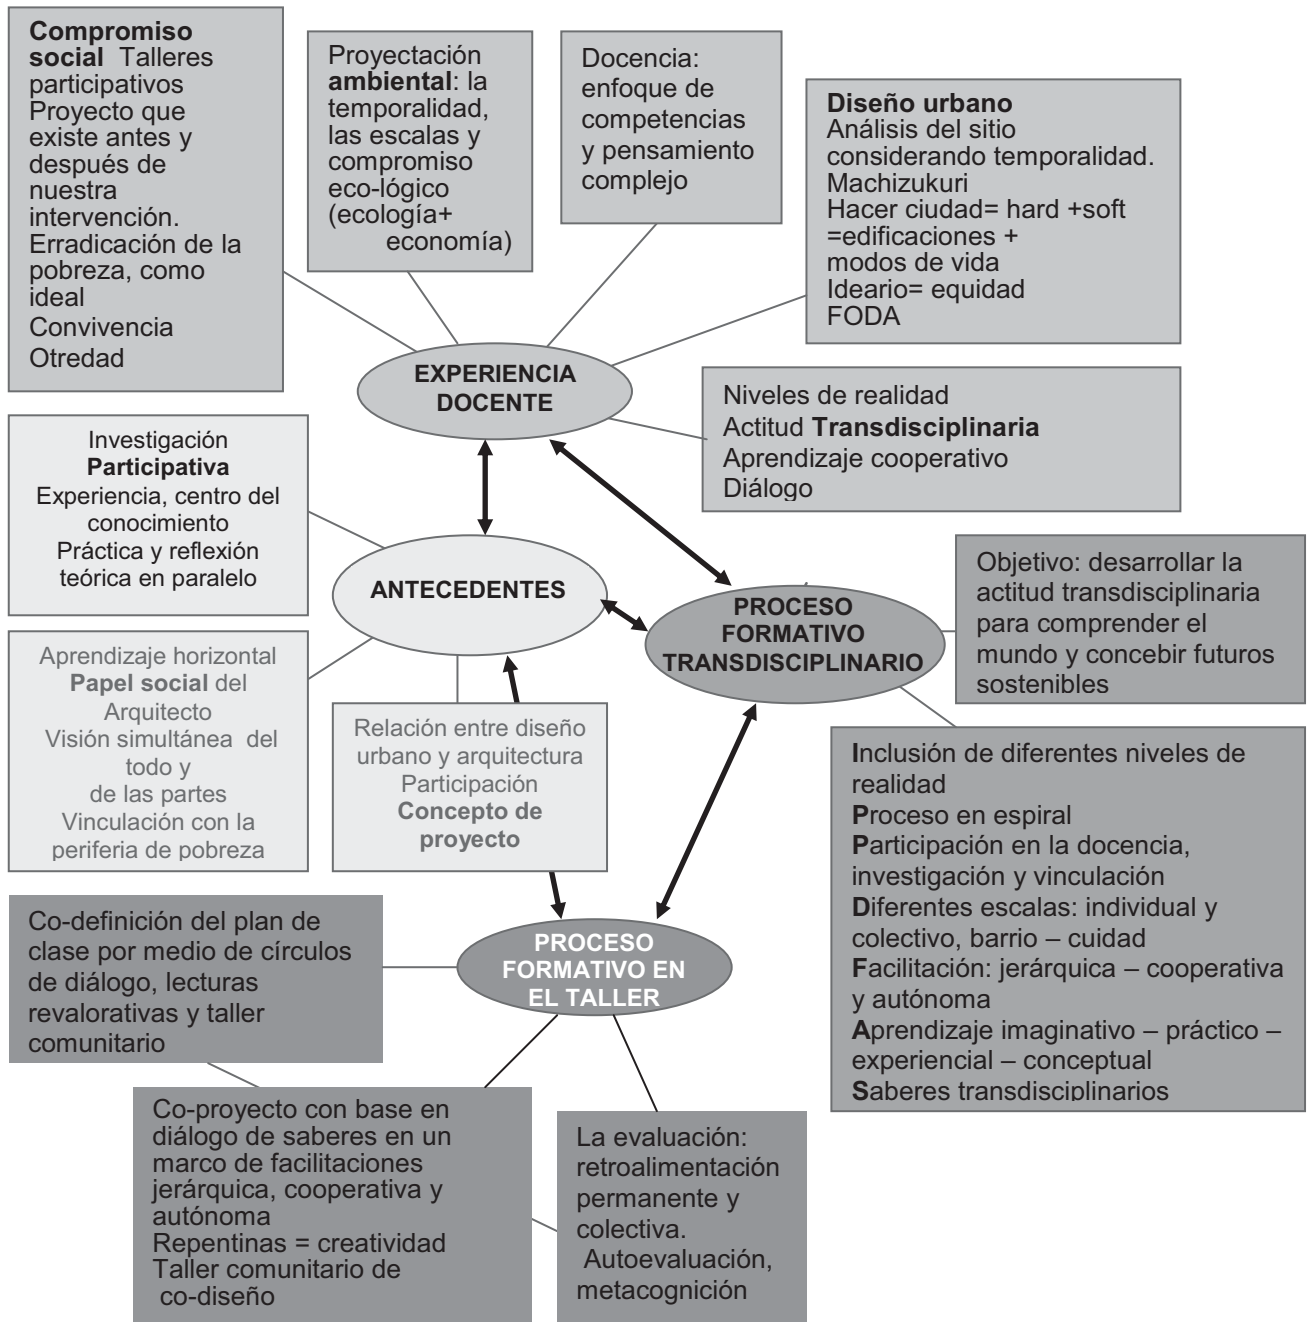 Compromiso
social Talleres
participativos
Proyecto que
existe antes y
después de
nuestra
intervención.
Erradicación de la
pobreza, como
ideal
Convivencia
Otredad
Proyectación
ambiental: la
temporalidad,
las escalas y
compromiso
eco-lógico
(ecología+
economía)
Docencia:
enfoque de
competencias
y pensamiento
complejo
Diseño urbano
Análisis del sitio
considerando temporalidad.
Machizukuri
Hacer ciudad= hard +soft
=edificaciones +
modos de vida
Ideario= equidad
FODA
EXPERIENCIA
DOCENTE
Niveles de realidad
Actitud Transdisciplinaria
Aprendizaje cooperativo
Diálogo
Investigación
Participativa
Experiencia, centro del
conocimiento
Práctica y reflexión
teórica en paralelo
ANTECEDENTES
PROCESO
FORMATIVO
TRANSDISCIPLINARIO
Objetivo: desarrollar la
actitud transdisciplinaria
para comprender el
mundo y concebir futuros
sostenibles
Aprendizaje horizontal
Papel social del
Arquitecto
Visión simultánea del
todo y
de las partes
Vinculación con la
periferia de pobreza
Relación entre diseño
urbano y arquitectura
Participación
Concepto de
proyecto
Inclusión de diferentes niveles de
realidad
Proceso en espiral
Participación en la docencia,
investigación y vinculación
Diferentes escalas: individual y
colectivo, barrio – cuidad
Facilitación: jerárquica – cooperativa
y autónoma
Aprendizaje imaginativo – práctico –
experiencial – conceptual
Saberes transdisciplinarios
Co-definición del plan de
clase por medio de círculos
de diálogo, lecturas
revalorativas y taller
comunitario
PROCESO
FORMATIVO EN
EL TALLER
Co-proyecto con base en
diálogo de saberes en un
marco de facilitaciones
jerárquica, cooperativa y
autónoma
Repentinas = creatividad
Taller comunitario de
co-diseño
La evaluación:
retroalimentación
permanente y
colectiva.
Autoevaluación,
metacognición